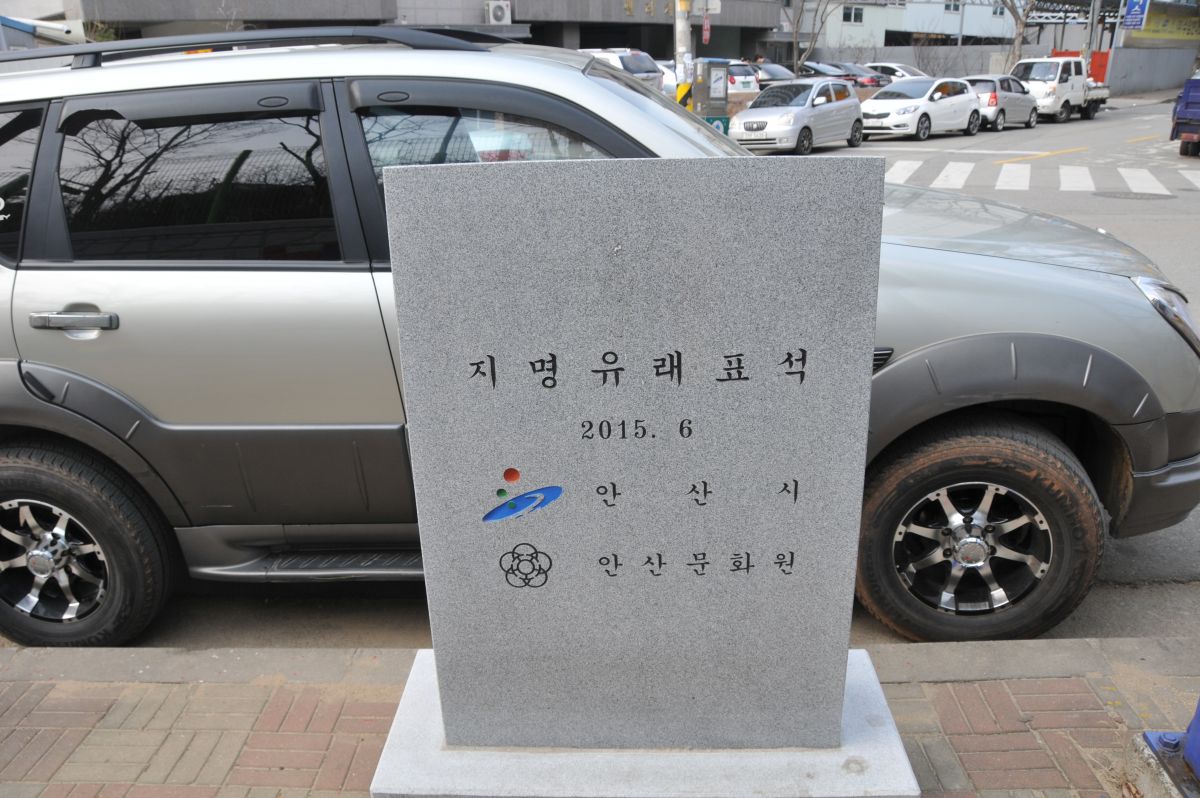 지명유래표석
2015. 6
안산시
안산문화원